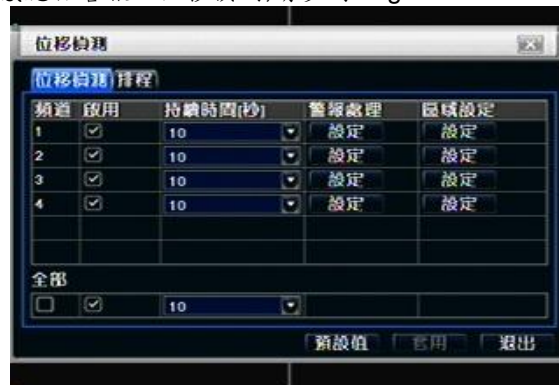 位移偵測
位移偵測 排程
頻道 啟用 持續時間[秒] 警報處理 區域設定
1 10 設定 設定
2 10 設定 設定
3 10 設定 設定
4 10 設定 設定
全部
10
預設值 套用 退出